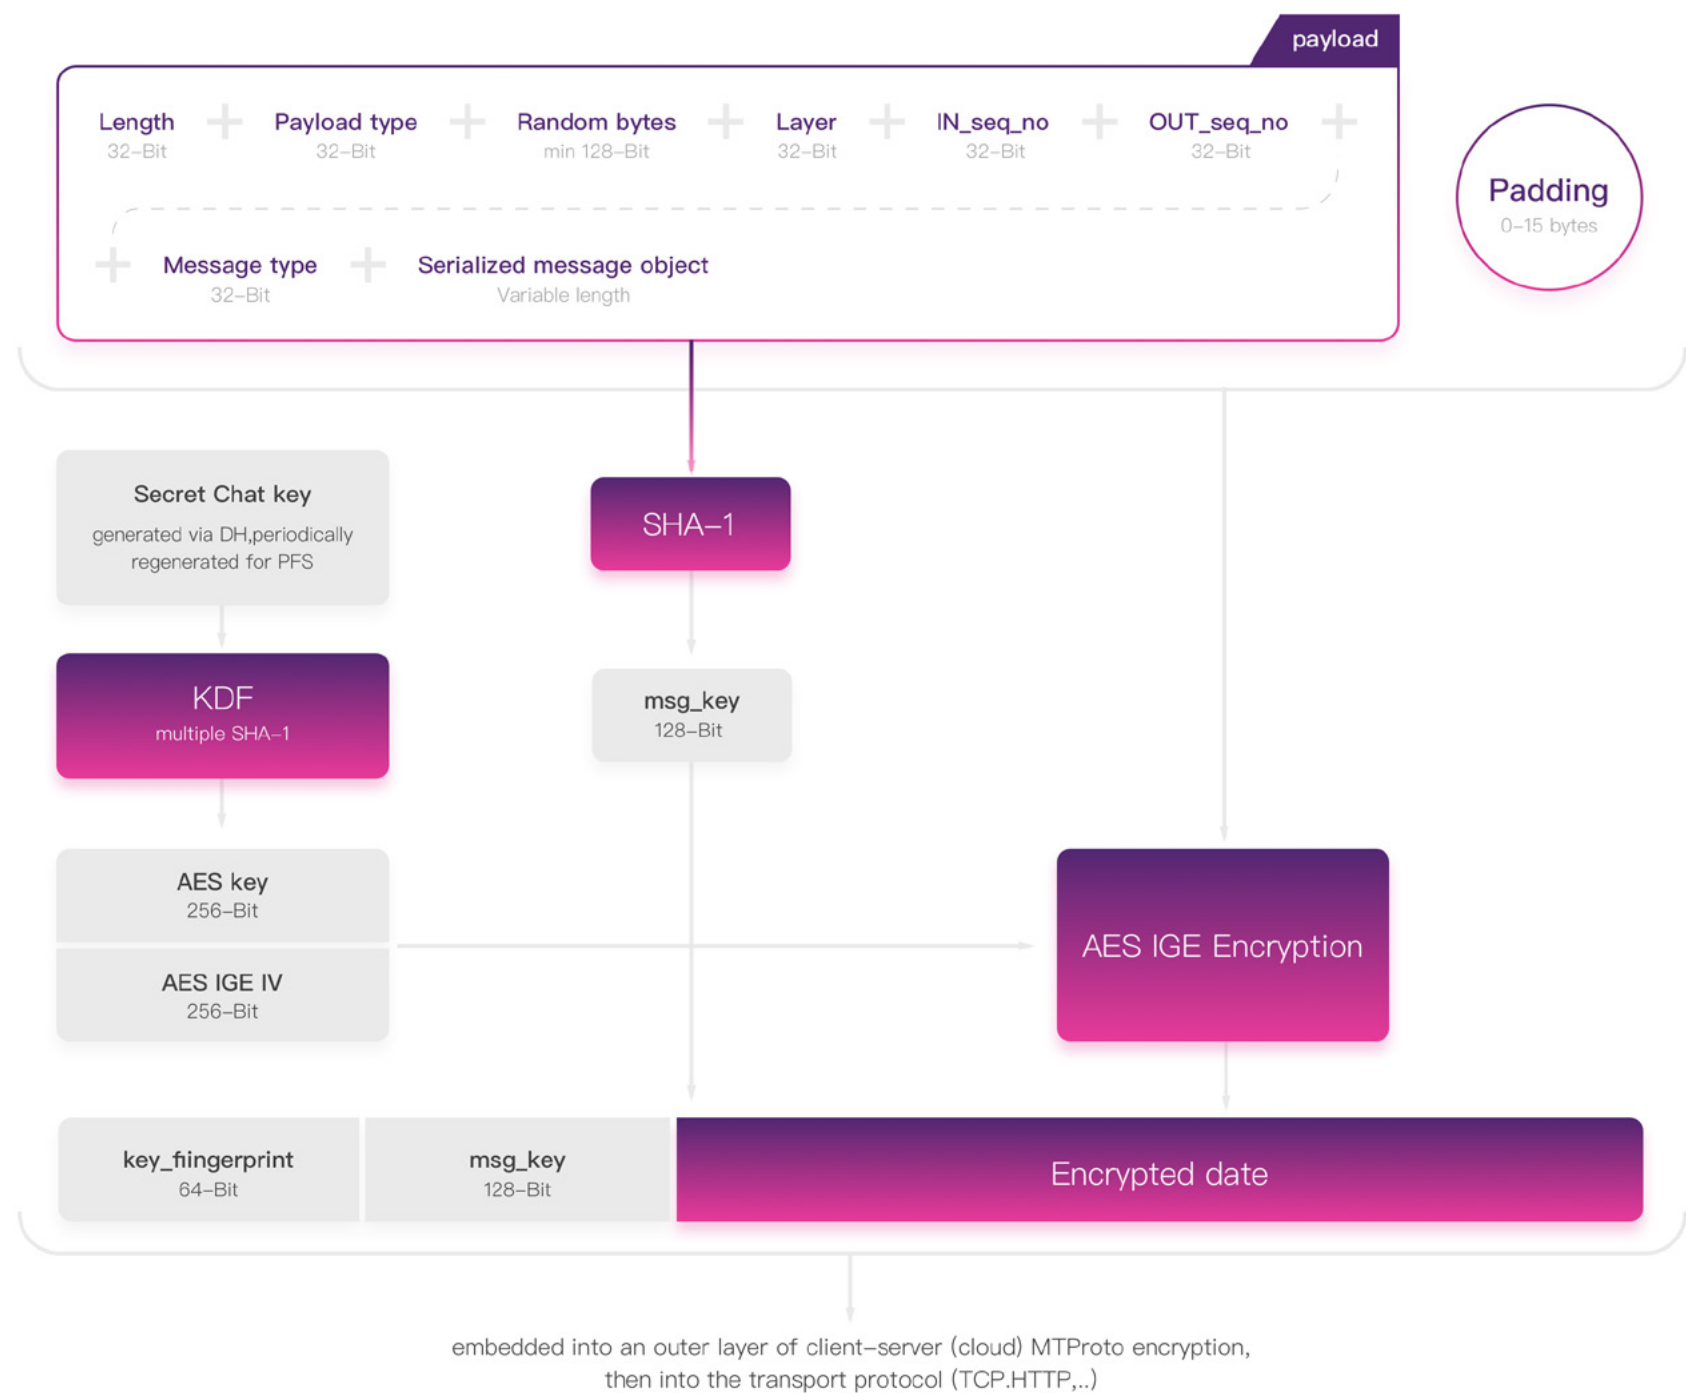 payload
Length
32-Bit
Payload type
32-Bit
Random bytes
min 128-Bit
Layer
32-Bit
IN_seq_no
32-Bit
OUT_seq_no
32-Bit
Padding
0-15 bytes
Message type
32-Bit
Serialized message object
Variable length
Secret Chat key
generated via DH,periodically
regenerated for PFS
SHA-1
KDF
multiple SHA-1
msg_key
128-Bit
AES key
256-Bit
AES IGE IV
256-Bit
AES IGE Encryption
key_fiingerprint
64-Bit
msg_key
128-Bit
Encrypted date
embedded into an outer layer of client-server (cloud) MTProto encryption,
then into the transport protocol (TCP.HTTP,..)